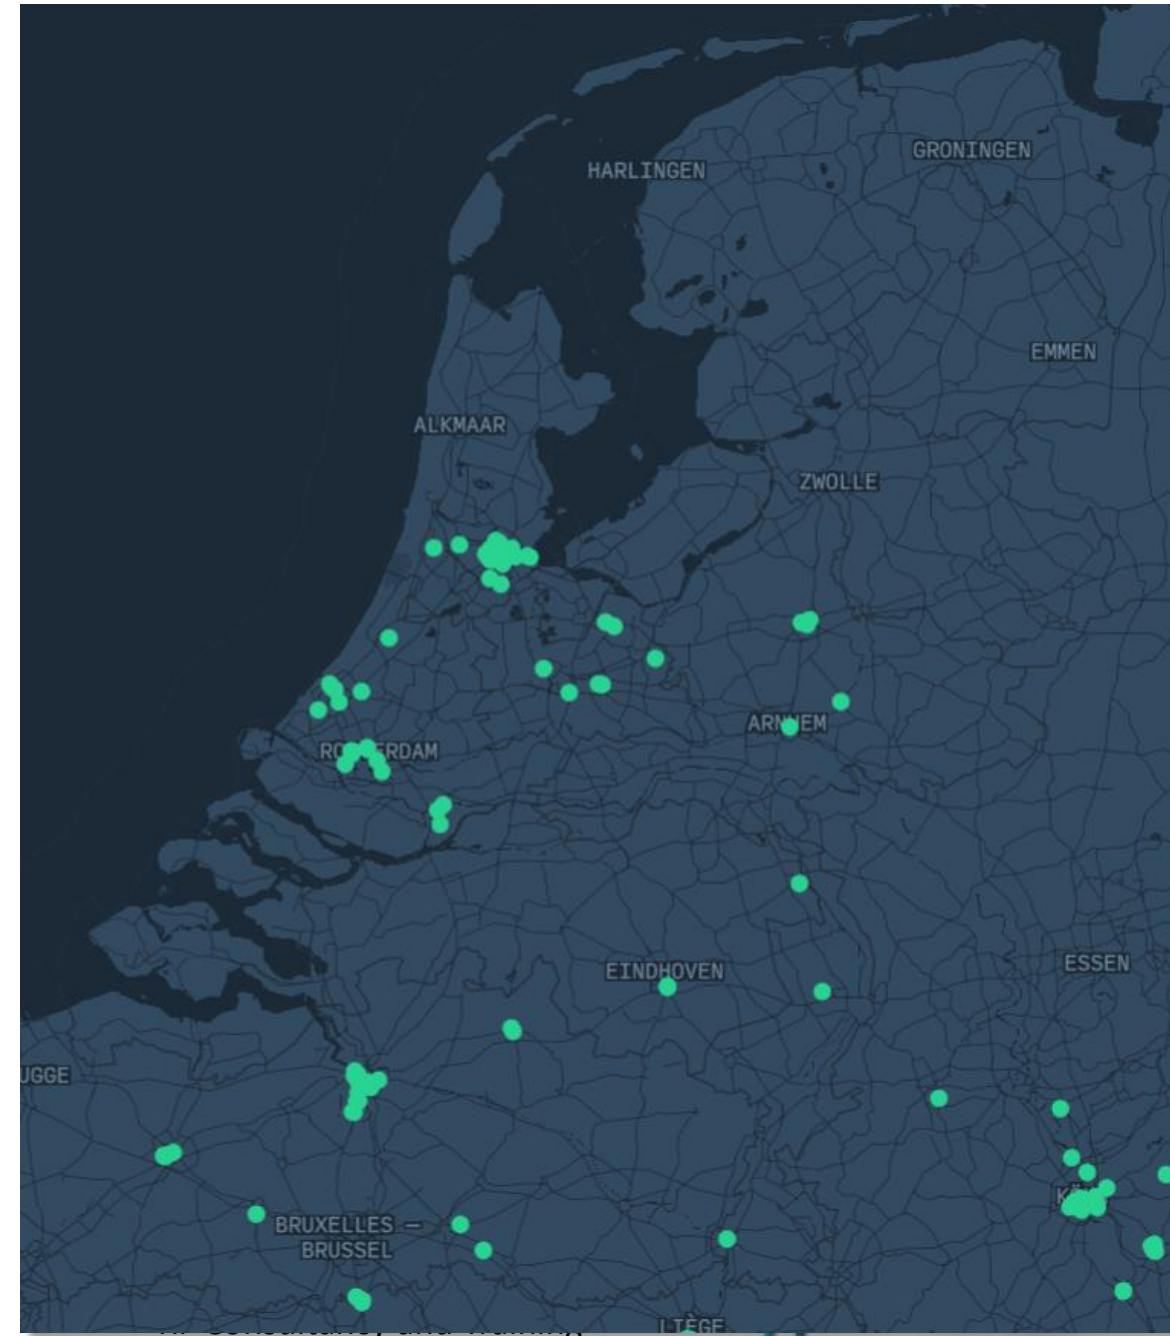 HARLINGEN
GRONINGEN
EMMEN
ALKMAAR
ZWOLLE
ARNHEM
ROTTERDAM
EINDHOVEN
ESSEN
UGGE
BRUXELLES —
BRUSSEL
LIÈGE